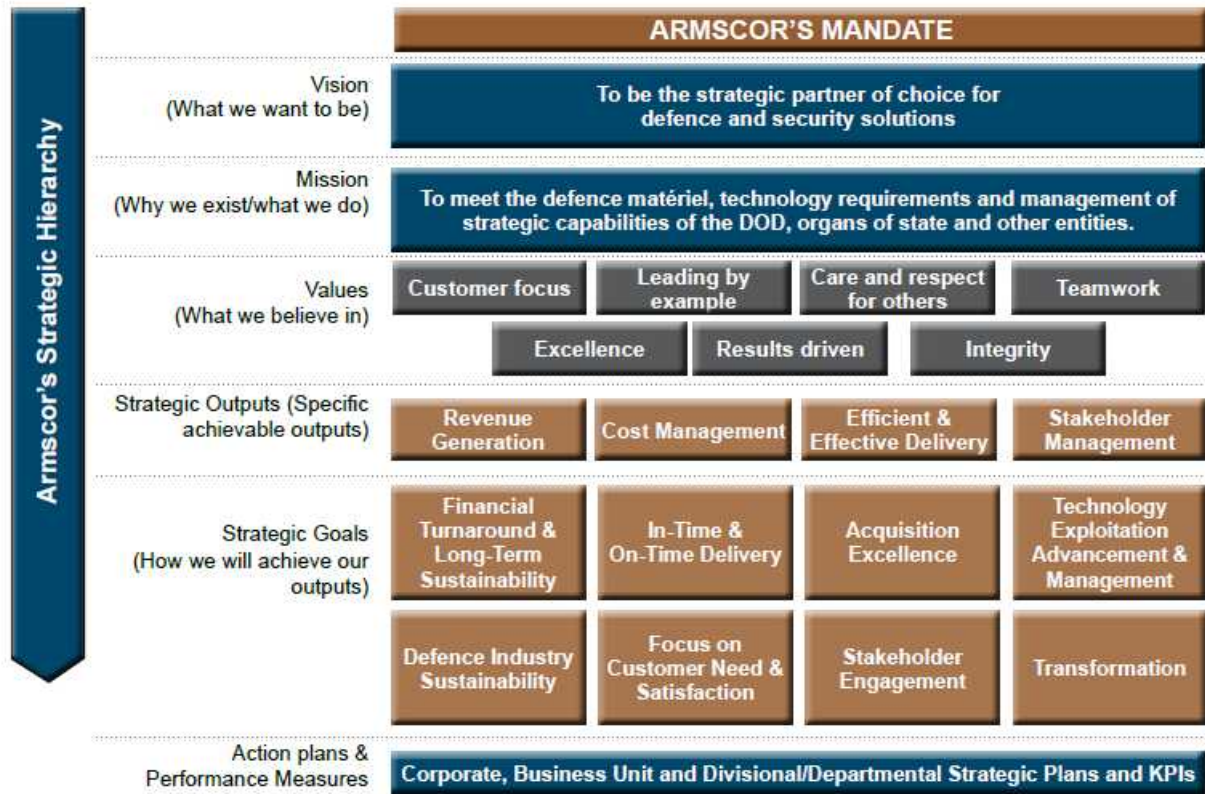 ARMSCOR'S MANDATE
Armscor's Strategic Hierarchy
Vision
(What we want to be)
To be the strategic partner of choice for
defence and security solutions
Mission
(Why we exist/what we do)
To meet the defence matériel, technology requirements and management of
strategic capabilities of the DOD, organs of state and other entities.
Values
(What we believe in)
Customer focus
Leading by
example
Care and respect
for others
Teamwork
Excellence
Results driven
Integrity
Strategic Outputs (Specific
achievable outputs)
Revenue
Generation
Cost Management
Efficient &
Effective Delivery
Stakeholder
Management
Strategic Goals
(How we will achieve our
outputs)
Financial
Turnaround &
Long-Term
Sustainability
In-Time &
On-Time Delivery
Acquisition
Excellence
Technology
Exploitation
Advancement &
Management
Defence Industry
Sustainability
Focus on
Customer Need &
Satisfaction
Stakeholder
Engagement
Transformation
Action plans &
Performance Measures
Corporate, Business Unit and Divisional/Departmental Strategic Plans and KPIs